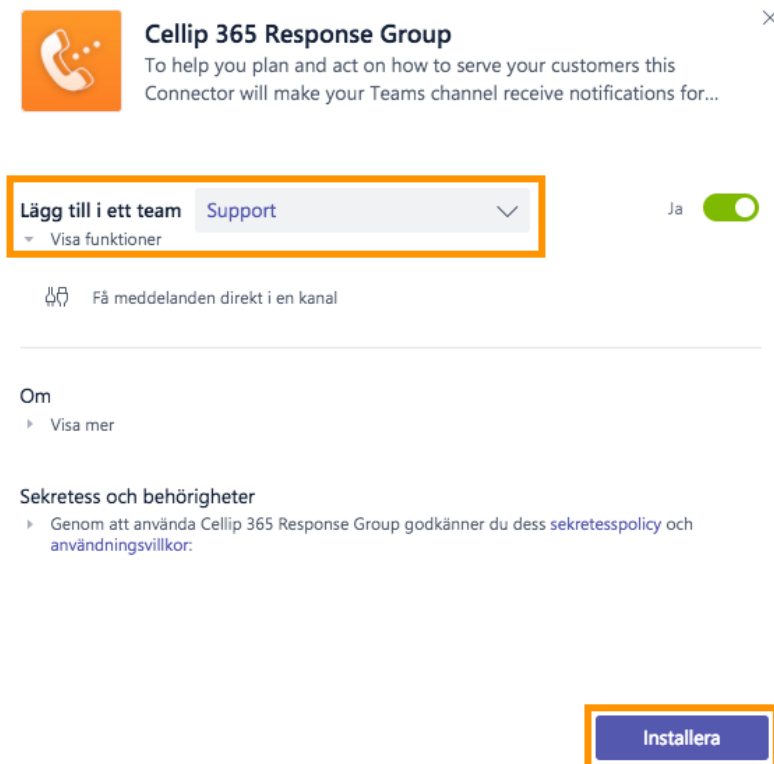 Cellip 365 Response Group
To help you plan and act on how to serve your customers this
Connector will make your Teams channel receive notifications for...
Lägg till i ett team Support Ja
Visa funktioner
Få meddelanden direkt i en kanal
Om
Visa mer
Sekretess och behörigheter
Genom att använda Cellip 365 Response Group godkänner du dess sekretesspolicy och
användningsvillkor:
Installera